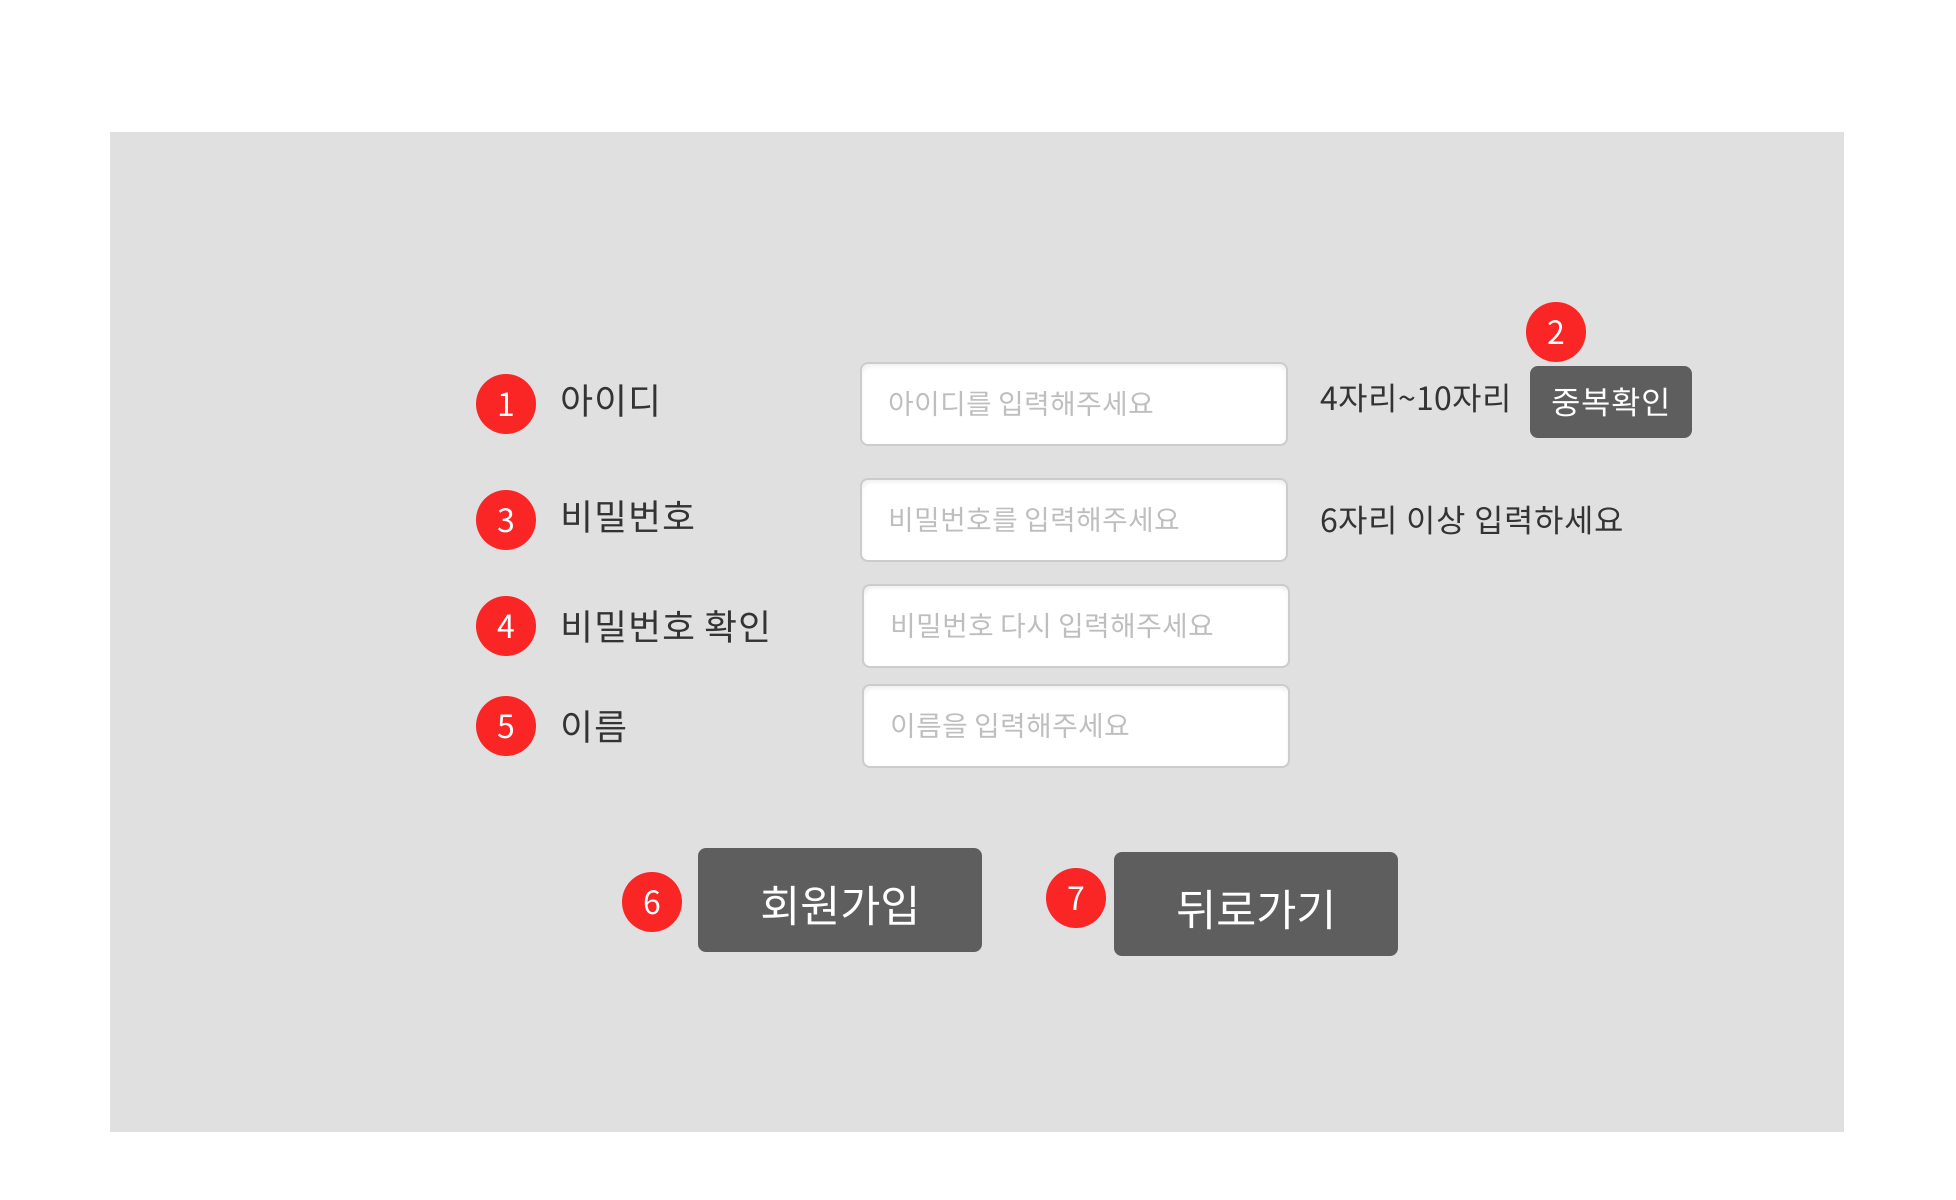 2
1 아이디 아이디를 입력해주세요 4자리~10자리 중복확인
3 비밀번호 비밀번호를 입력해주세요 6자리 이상 입력하세요
4 비밀번호 확인 비밀번호 다시 입력해주세요
5 이름 이름을 입력해주세요
6 회원가입 7 뒤로가기